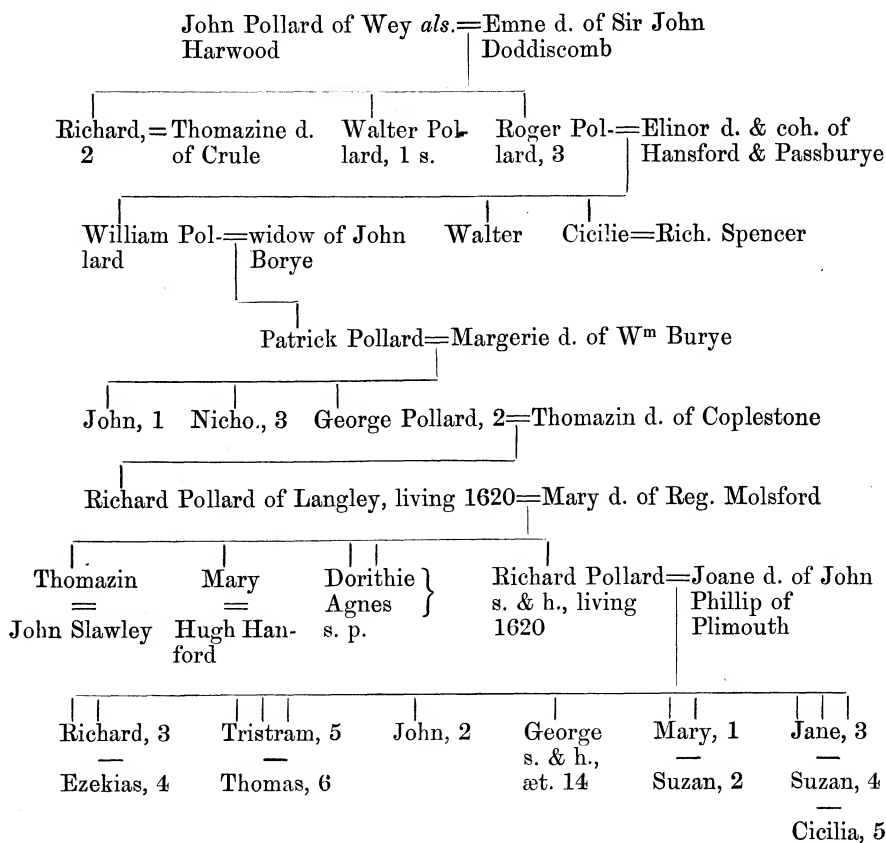 John Pollard of Wey als.=Emne d. of Sir John
Harwood Doddiscomb
Richard,=Thomazine d. Walter Pol- Roger Pol-=Elinor d. & coh. of
2 of Crule lard, 1 s. lard, 3 Hansford & Passburye
William Pol-=widow of John Walter Cicilie=Rich. Spencer
lard Borye
Patrick Pollard=Margerie d. of Wᵐ Burye
John, 1 Nicho., 3 George Pollard, 2=Thomazin d. of Coplestone
Richard Pollard of Langley, living 1620=Mary d. of Reg. Molsford
Thomazin Mary Dorithie } Richard Pollard=Joane d. of John
= = Agnes s. & h., living Phillip of
John Slawley Hugh Han- s. p. 1620 Plimouth
ford
Richard, 3 Tristram, 5 John, 2 George Mary, 1 Jane, 3
— — s. & h., — —
Ezekias, 4 Thomas, 6 æt. 14 Suzan, 2 Suzan, 4
—
Cicilia, 5